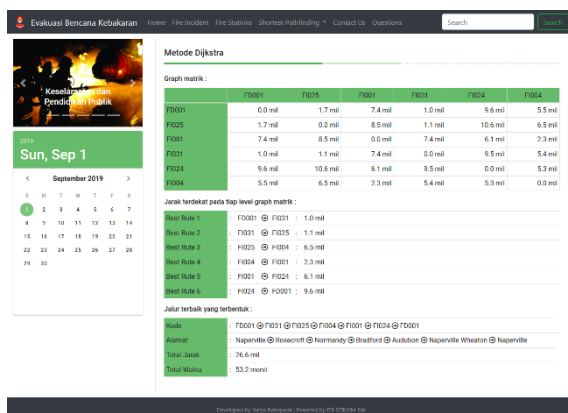 Evakuasi Bencana Kebakaran Home Fire Incident Fire Stations Shortest Pathfinding Contact Us Questions Search Search
Keselamatan dan
Pendidikan Publik
2019
Sun, Sep 1
September 2019
S M T W T F S
1 2 3 4 5 6 7
8 9 10 11 12 13 14
15 16 17 18 19 20 21
22 23 24 25 26 27 28
29 30
Metode Dijkstra
Graph matrik :
FD001 FI025 FI001 FI031 FI024 FI004
FD001 0.0 mil 1.7 mil 7.4 mil 1.0 mil 9.6 mil 5.5 mil
FI025 1.7 mil 0.0 mil 8.5 mil 1.1 mil 10.6 mil 6.5 mil
FI001 7.4 mil 8.5 mil 0.0 mil 7.4 mil 6.1 mil 2.3 mil
FI031 1.0 mil 1.1 mil 7.4 mil 0.0 mil 9.5 mil 5.4 mil
FI024 9.6 mil 10.6 mil 6.1 mil 9.5 mil 0.0 mil 5.3 mil
FI004 5.5 mil 6.5 mil 2.3 mil 5.4 mil 5.3 mil 0.0 mil
Jarak terdekat pada tiap level graph matrik :
Best Rute 1 : FD001 → FI031 : 1.0 mil
Best Rute 2 : FI031 → FI025 : 1.1 mil
Best Rute 3 : FI025 → FI004 : 6.5 mil
Best Rute 4 : FI004 → FI001 : 2.3 mil
Best Rute 5 : FI001 → FI024 : 6.1 mil
Best Rute 6 : FI024 → FD001 : 9.6 mil
Jalur terbaik yang terbentuk :
Kode : FD001 → FI031 → FI025 → FI004 → FI001 → FI024 → FD001
Alamat : Naperville → Rosecroft → Normandy → Bradford → Audubon → Naperville Wheaton → Naperville
Total Jarak : 26.6 mil
Total Waktu : 53.2 menit
Developed by Surya Powered by ITB STIKOM Bali